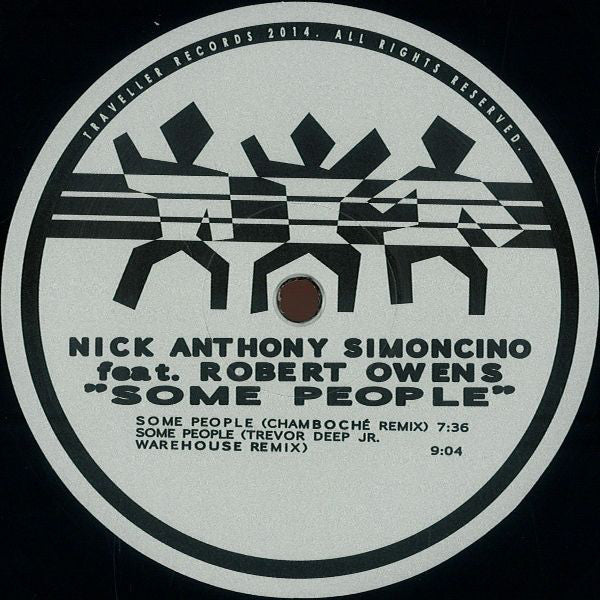 TRAVELLER RECORDS 2014. ALL RIGHTS RESERVED.
NICK ANTHONY SIMONCINO
feat. ROBERT OWENS
"SOME PEOPLE"
SOME PEOPLE (CHAMBOCHÉ REMIX) 7:36
SOME PEOPLE (TREVOR DEEP JR.
WAREHOUSE REMIX) 9:04